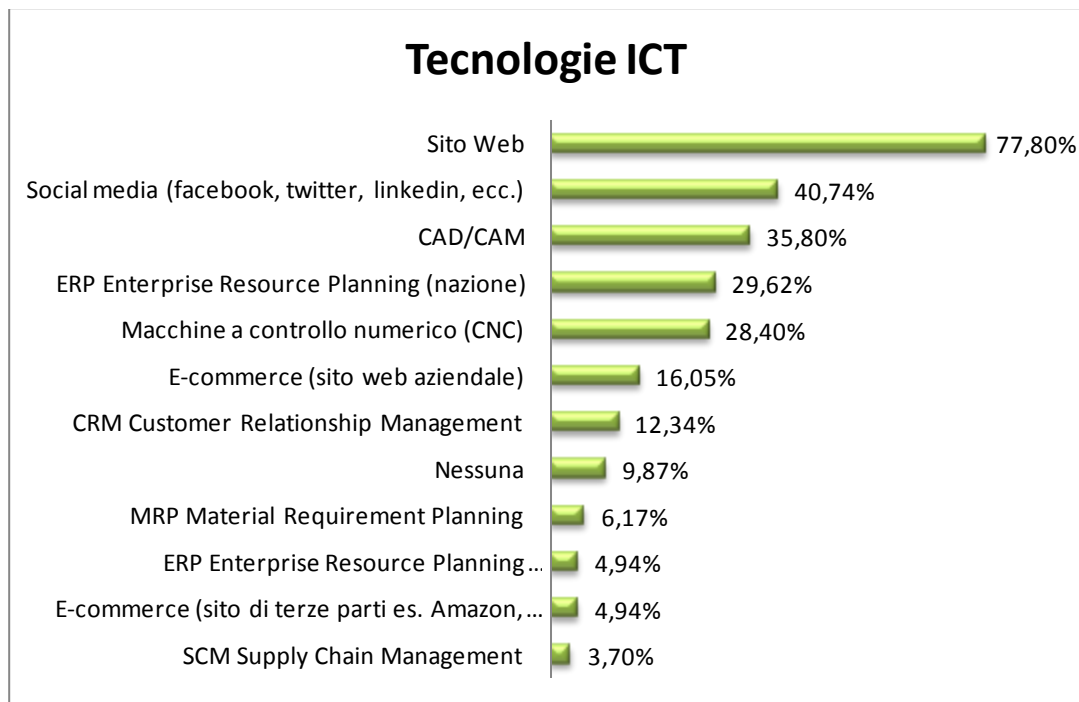 Tecnologie ICT
Sito Web 77,80%
Social media (facebook, twitter, linkedin, ecc.) 40,74%
CAD/CAM 35,80%
ERP Enterprise Resource Planning (nazione) 29,62%
Macchine a controllo numerico (CNC) 28,40%
E-commerce (sito web aziendale) 16,05%
CRM Customer Relationship Management 12,34%
Nessuna 9,87%
MRP Material Requirement Planning 6,17%
ERP Enterprise Resource Planning... 4,94%
E-commerce (sito di terze parti es. Amazon,... 4,94%
SCM Supply Chain Management 3,70%